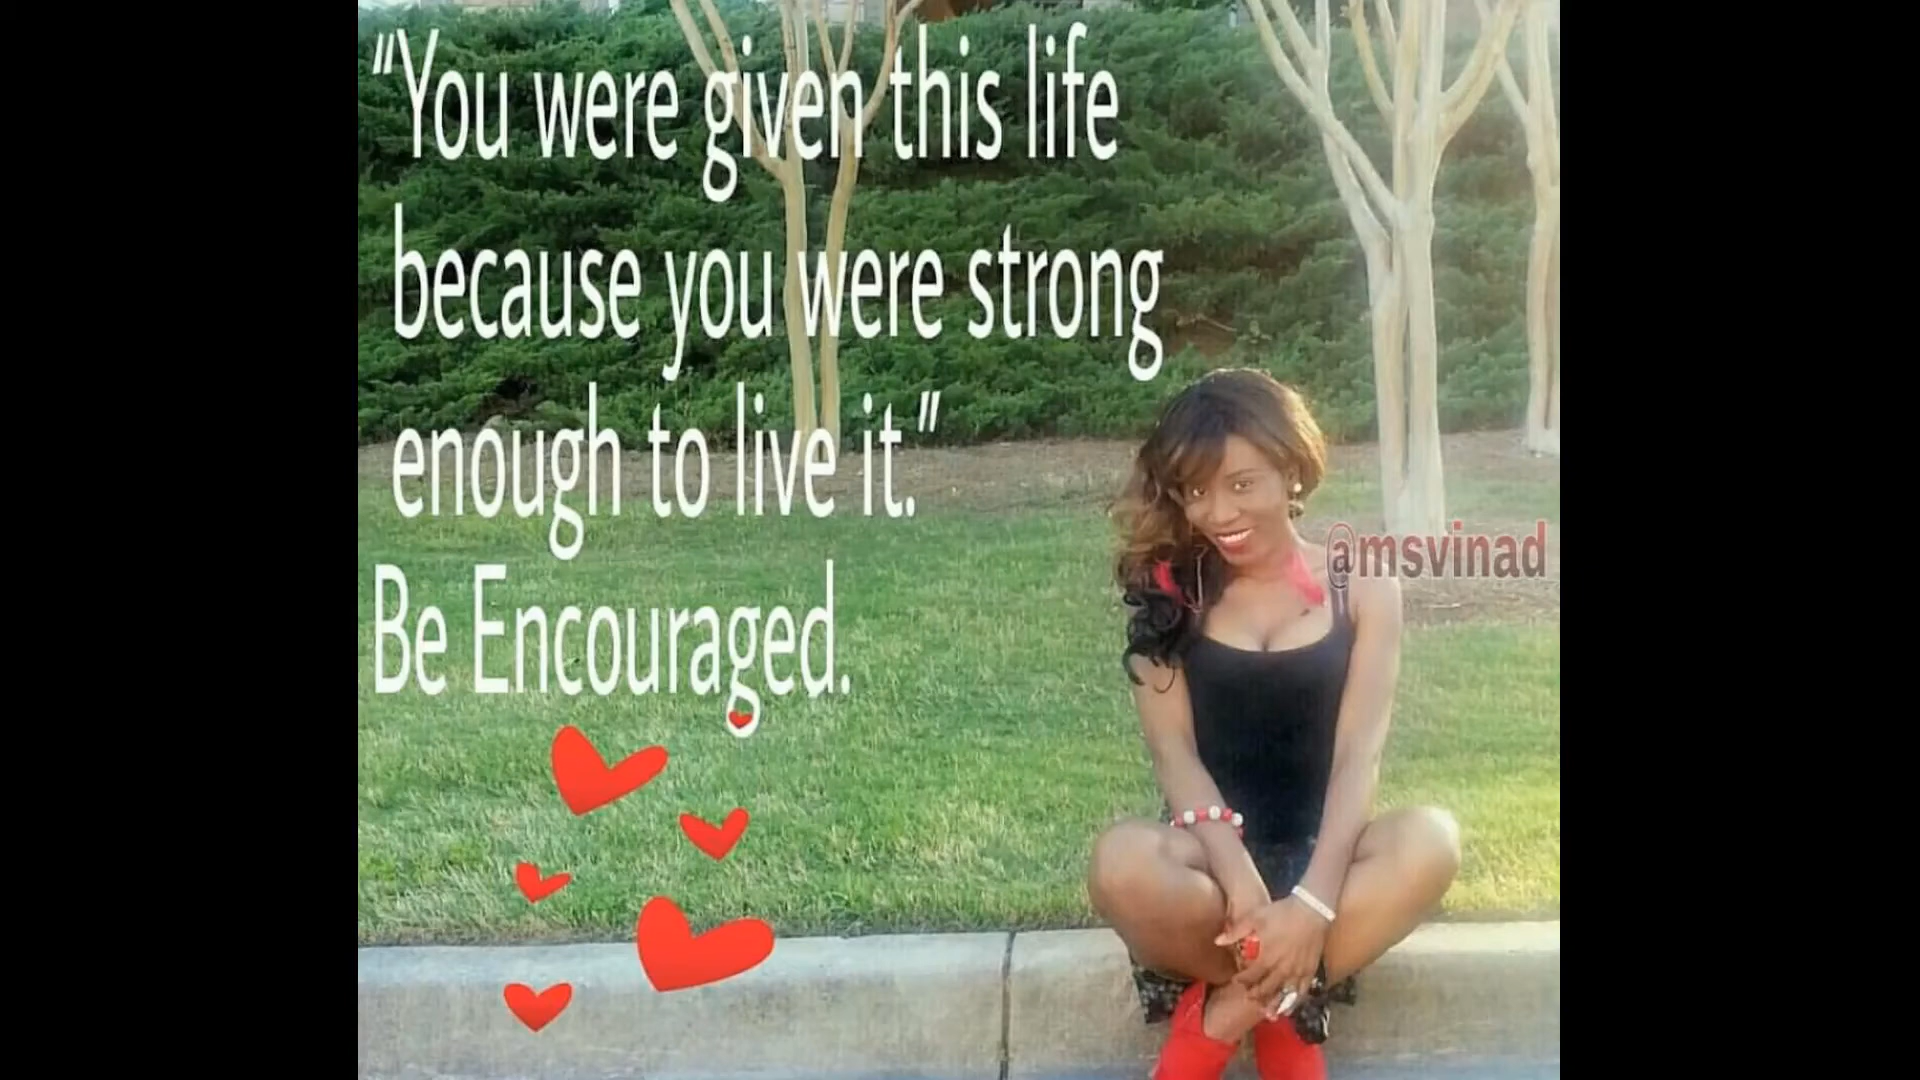 “You were given this life
because you were strong
enough to live it.”
Be Encouraged.
@msvinad